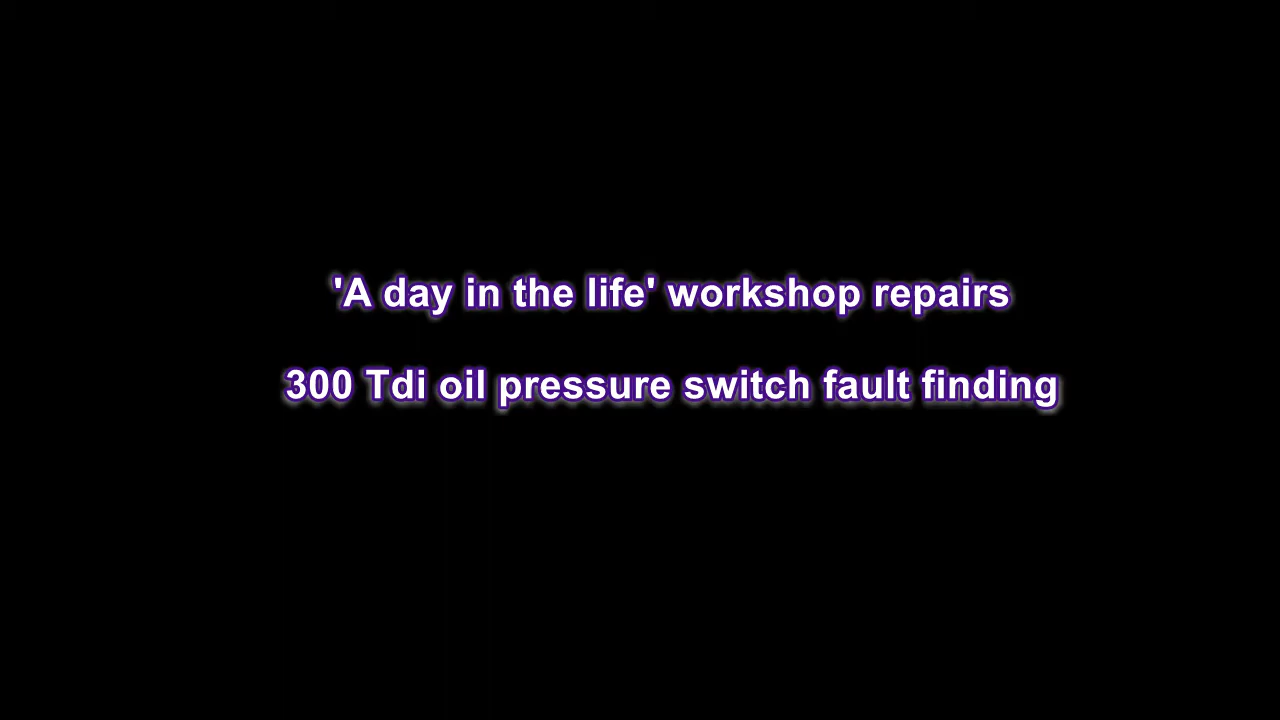 'A day in the life' workshop repairs
300 Tdi oil pressure switch fault finding